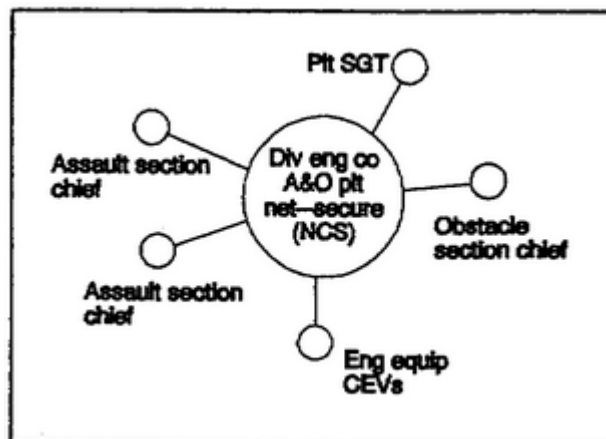 Plt SGT
Assault section
chief
Div eng co
A&O plt
net—secure
(NCS)
Obstacle
section chief
Assault section
chief
Eng equip
CEVs